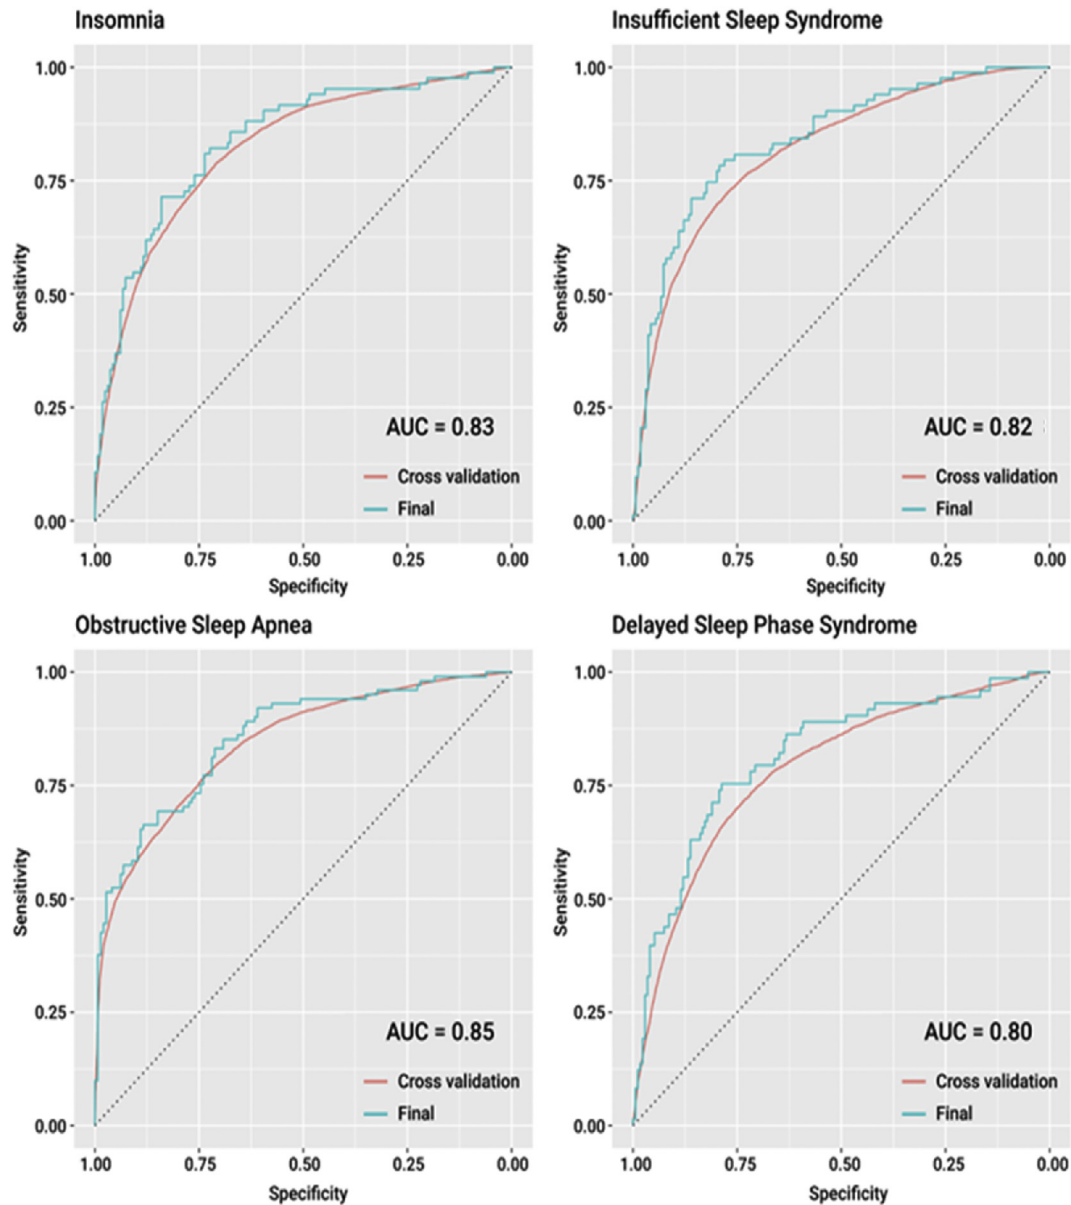 Insomnia
1.00
0.75
0.50
0.25
0.00
Sensitivity
AUC = 0.83
Cross validation
Final
1.00 0.75 0.50 0.25 0.00
Specificity
Insufficient Sleep Syndrome
1.00
0.75
0.50
0.25
0.00
Sensitivity
AUC = 0.82
Cross validation
Final
1.00 0.75 0.50 0.25 0.00
Specificity
Obstructive Sleep Apnea
1.00
0.75
0.50
0.25
0.00
Sensitivity
AUC = 0.85
Cross validation
Final
1.00 0.75 0.50 0.25 0.00
Specificity
Delayed Sleep Phase Syndrome
1.00
0.75
0.50
0.25
0.00
Sensitivity
AUC = 0.80
Cross validation
Final
1.00 0.75 0.50 0.25 0.00
Specificity